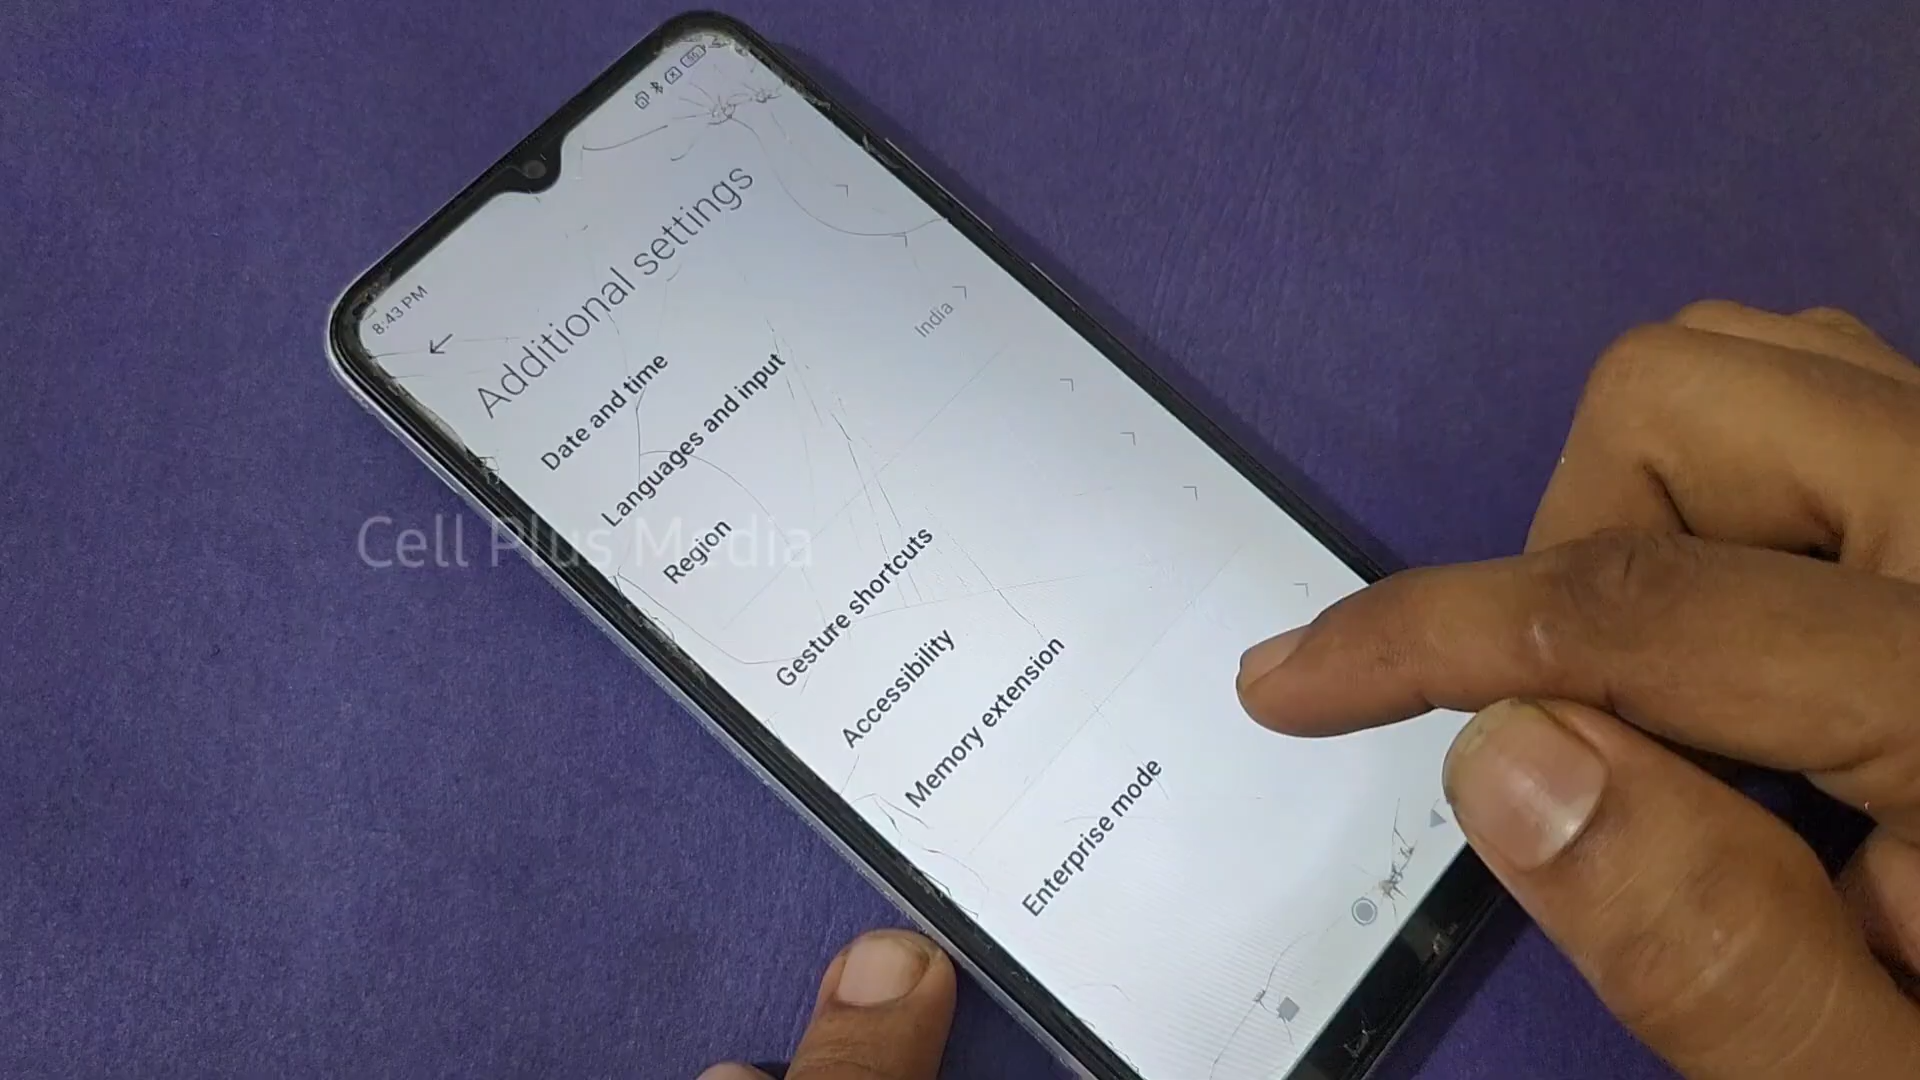 8:43 PM
Additional settings
Date and time
Languages and input
Region
India
Gesture shortcuts
Accessibility
Memory extension
Enterprise mode
Cell Plus Media